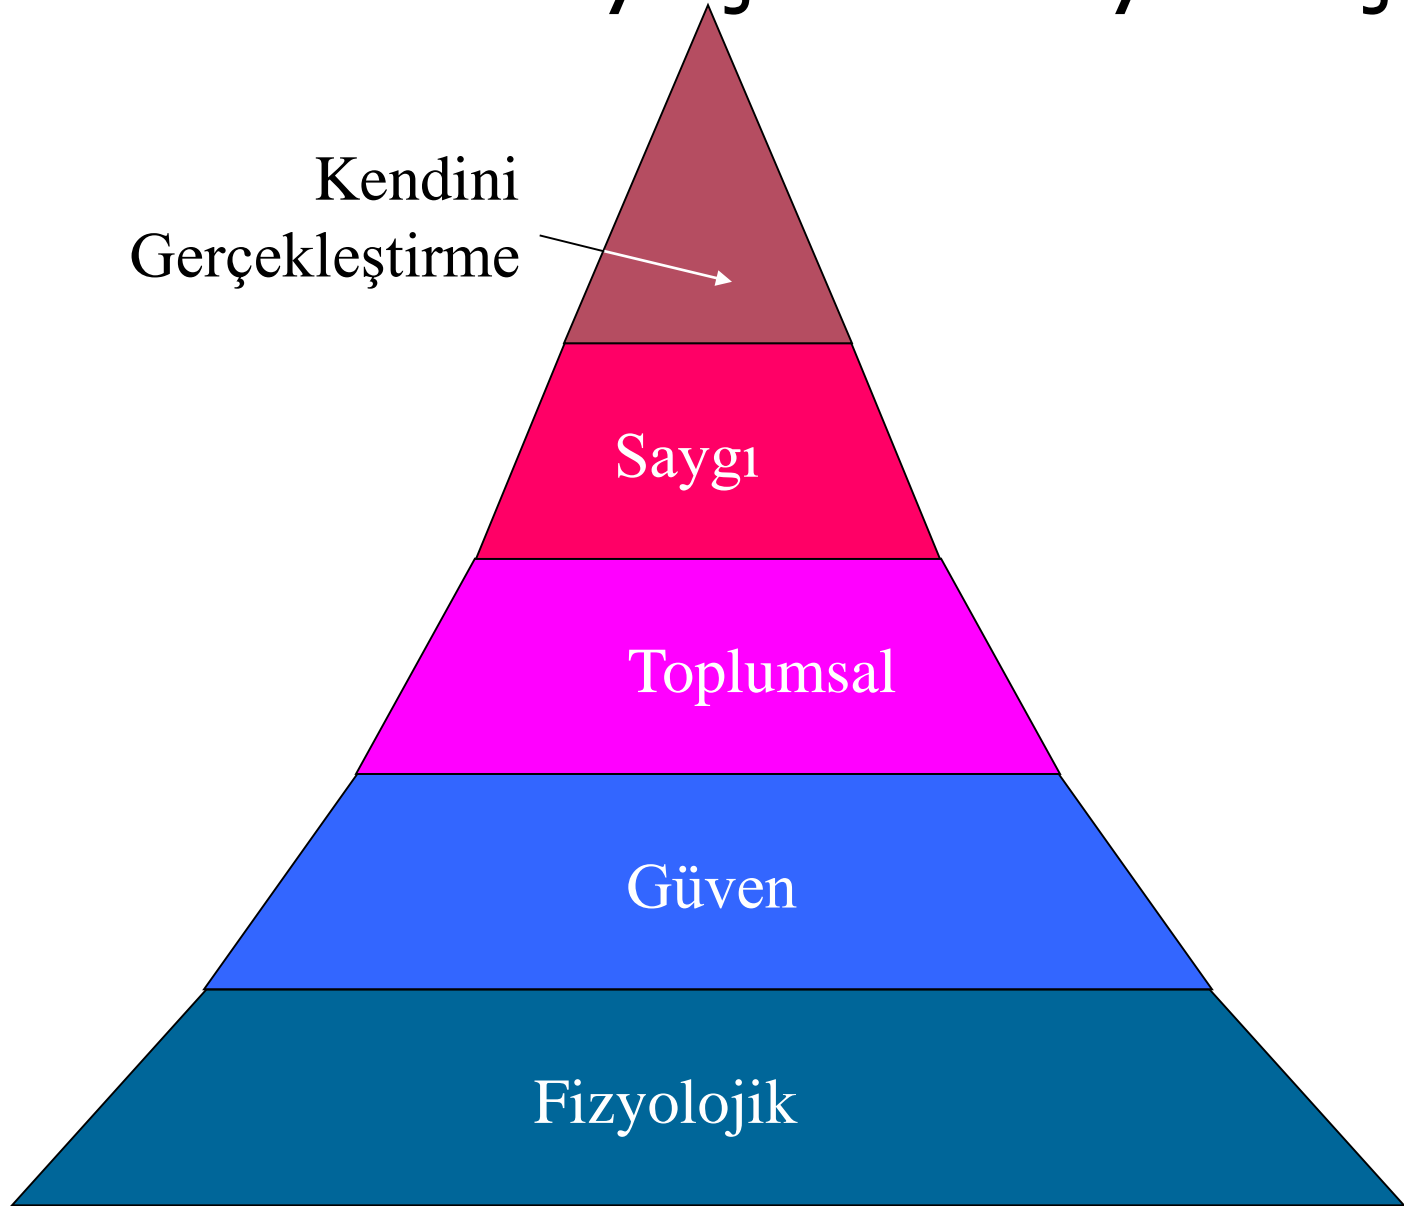 Kendini
Gerçekleştirme
Saygı
Toplumsal
Güven
Fizyolojik